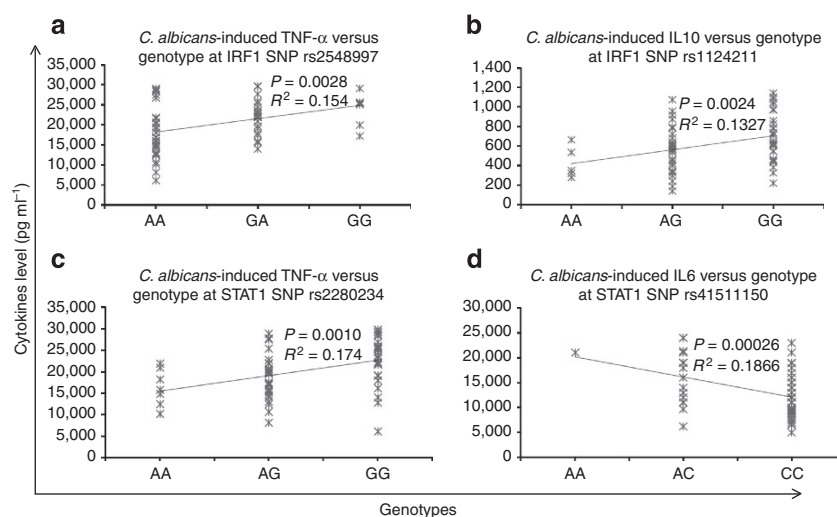 a
C. albicans-induced TNF-α versus
genotype at IRF1 SNP rs2548997
35,000
30,000
25,000
20,000
15,000
10,000
5,000
0
P = 0.0028
R² = 0.154
AA GA GG
b
C. albicans-induced IL10 versus genotype
at IRF1 SNP rs1124211
1,400
1,200
1,000
800
600
400
200
0
P = 0.0024
R² = 0.1327
AA AG GG
c
C. albicans-induced TNF-α versus
genotype at STAT1 SNP rs2280234
35,000
30,000
25,000
20,000
15,000
10,000
5,000
0
P = 0.0010
R² = 0.174
AA AG GG
d
C. albicans-induced IL6 versus genotype
at STAT1 SNP rs41511150
30,000
25,000
20,000
15,000
10,000
5,000
0
P = 0.00026
R² = 0.1866
AA AC CC
Cytokines level (pg ml⁻¹)
Genotypes